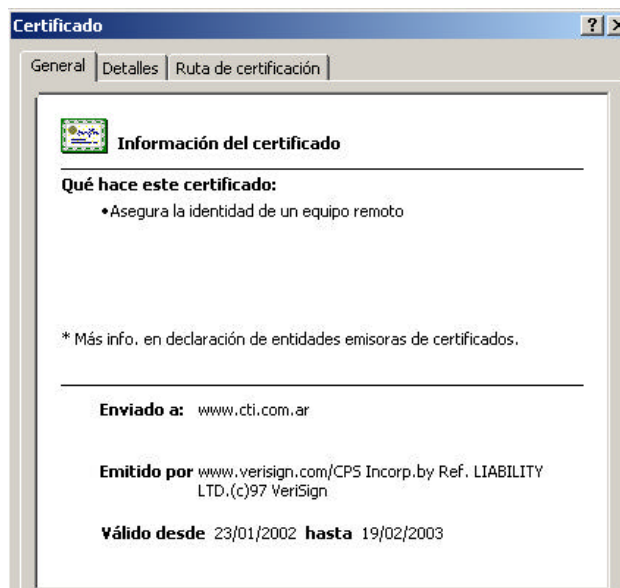 Certificado
General Detalles Ruta de certificación
Información del certificado
Qué hace este certificado:
•Asegura la identidad de un equipo remoto
* Más info. en declaración de entidades emisoras de certificados.
Enviado a: www.cti.com.ar
Emitido por www.verisign.com/CPS Incorp.by Ref. LIABILITY
LTD.(c)97 VeriSign
Válido desde 23/01/2002 hasta 19/02/2003